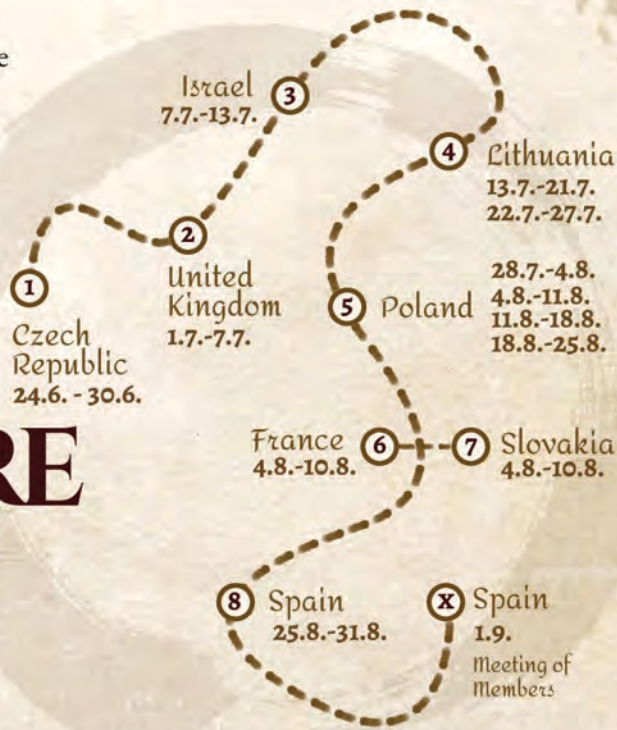 e
Israel
7.7.-13.7.
3
4
Lithuania
13.7.-21.7.
22.7.-27.7.
2
United
Kingdom
1.7.-7.7.
1
Czech
Republic
24.6. - 30.6.
5
Poland
28.7.-4.8.
4.8.-11.8.
11.8.-18.8.
18.8.-25.8.
RE
France
4.8.-10.8.
6
7
Slovakia
4.8.-10.8.
8
Spain
25.8.-31.8.
X
Spain
1.9.
Meeting of
Members